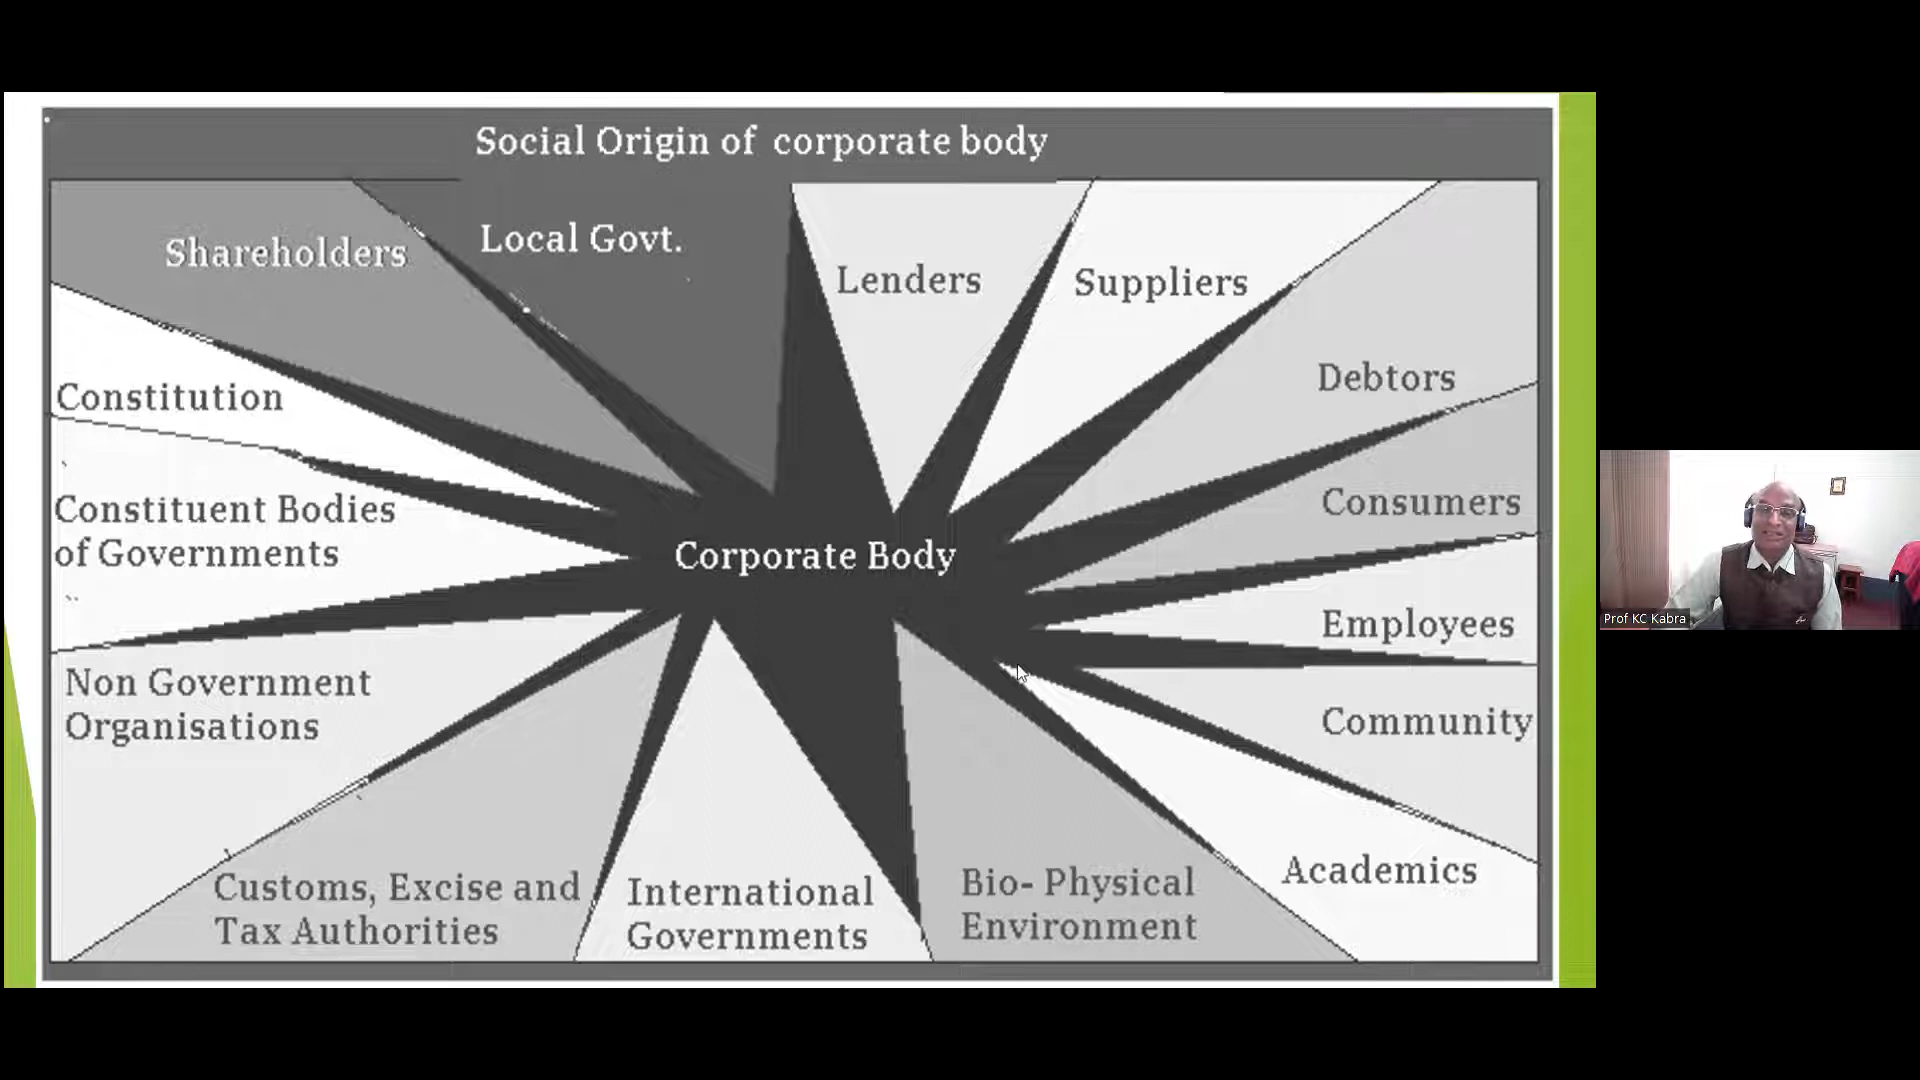 Social Origin of corporate body
Shareholders
Local Govt.
Lenders
Suppliers
Debtors
Constitution
Consumers
Constituent Bodies
of Governments
Corporate Body
Employees
Non Government
Organisations
Community
Customs, Excise and
Tax Authorities
International
Governments
Bio- Physical
Environment
Academics
Prof KC Kabra